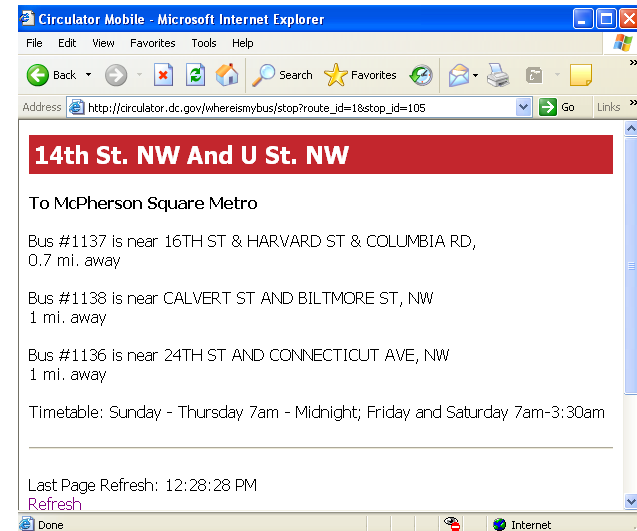 Circulator Mobile - Microsoft Internet Explorer
File Edit View Favorites Tools Help
Back Search Favorites »
Address http://circulator.dc.gov/whereismybus/stop?route_id=1&stop_id=105 Go Links »
14th St. NW And U St. NW
To McPherson Square Metro
Bus #1137 is near 16TH ST & HARVARD ST & COLUMBIA RD,
0.7 mi. away
Bus #1138 is near CALVERT ST AND BILTMORE ST, NW
1 mi. away
Bus #1136 is near 24TH ST AND CONNECTICUT AVE, NW
1 mi. away
Timetable: Sunday - Thursday 7am - Midnight; Friday and Saturday 7am-3:30am
Last Page Refresh: 12:28:28 PM
Refresh
Done Internet